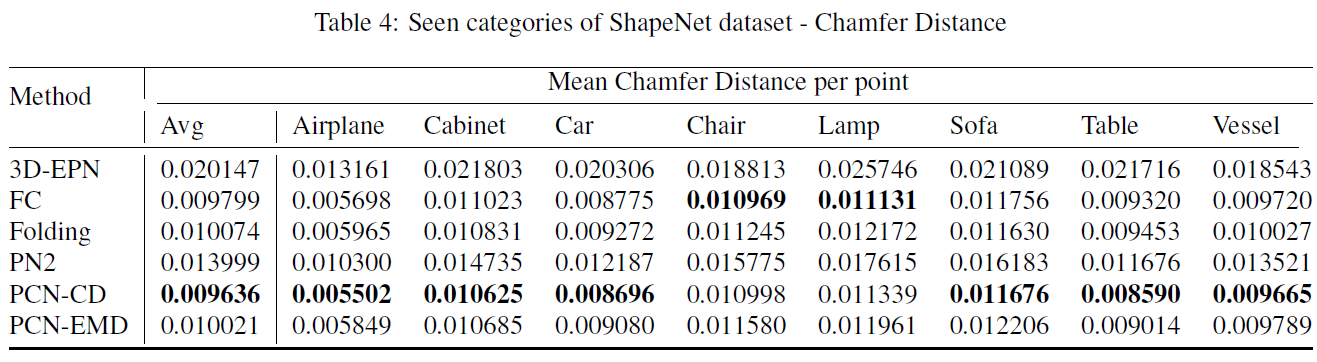 Table 4: Seen categories of ShapeNet dataset - Chamfer Distance
Method Mean Chamfer Distance per point
Avg Airplane Cabinet Car Chair Lamp Sofa Table Vessel
3D-EPN 0.020147 0.013161 0.021803 0.020306 0.018813 0.025746 0.021089 0.021716 0.018543
FC 0.009799 0.005698 0.011023 0.008775 0.010969 0.011131 0.011756 0.009320 0.009720
Folding 0.010074 0.005965 0.010831 0.009272 0.011245 0.012172 0.011630 0.009453 0.010027
PN2 0.013999 0.010300 0.014735 0.012187 0.015775 0.017615 0.016183 0.011676 0.013521
PCN-CD 0.009636 0.005502 0.010625 0.008696 0.010998 0.011339 0.011676 0.008590 0.009665
PCN-EMD 0.010021 0.005849 0.010685 0.009080 0.011580 0.011961 0.012206 0.009014 0.009789